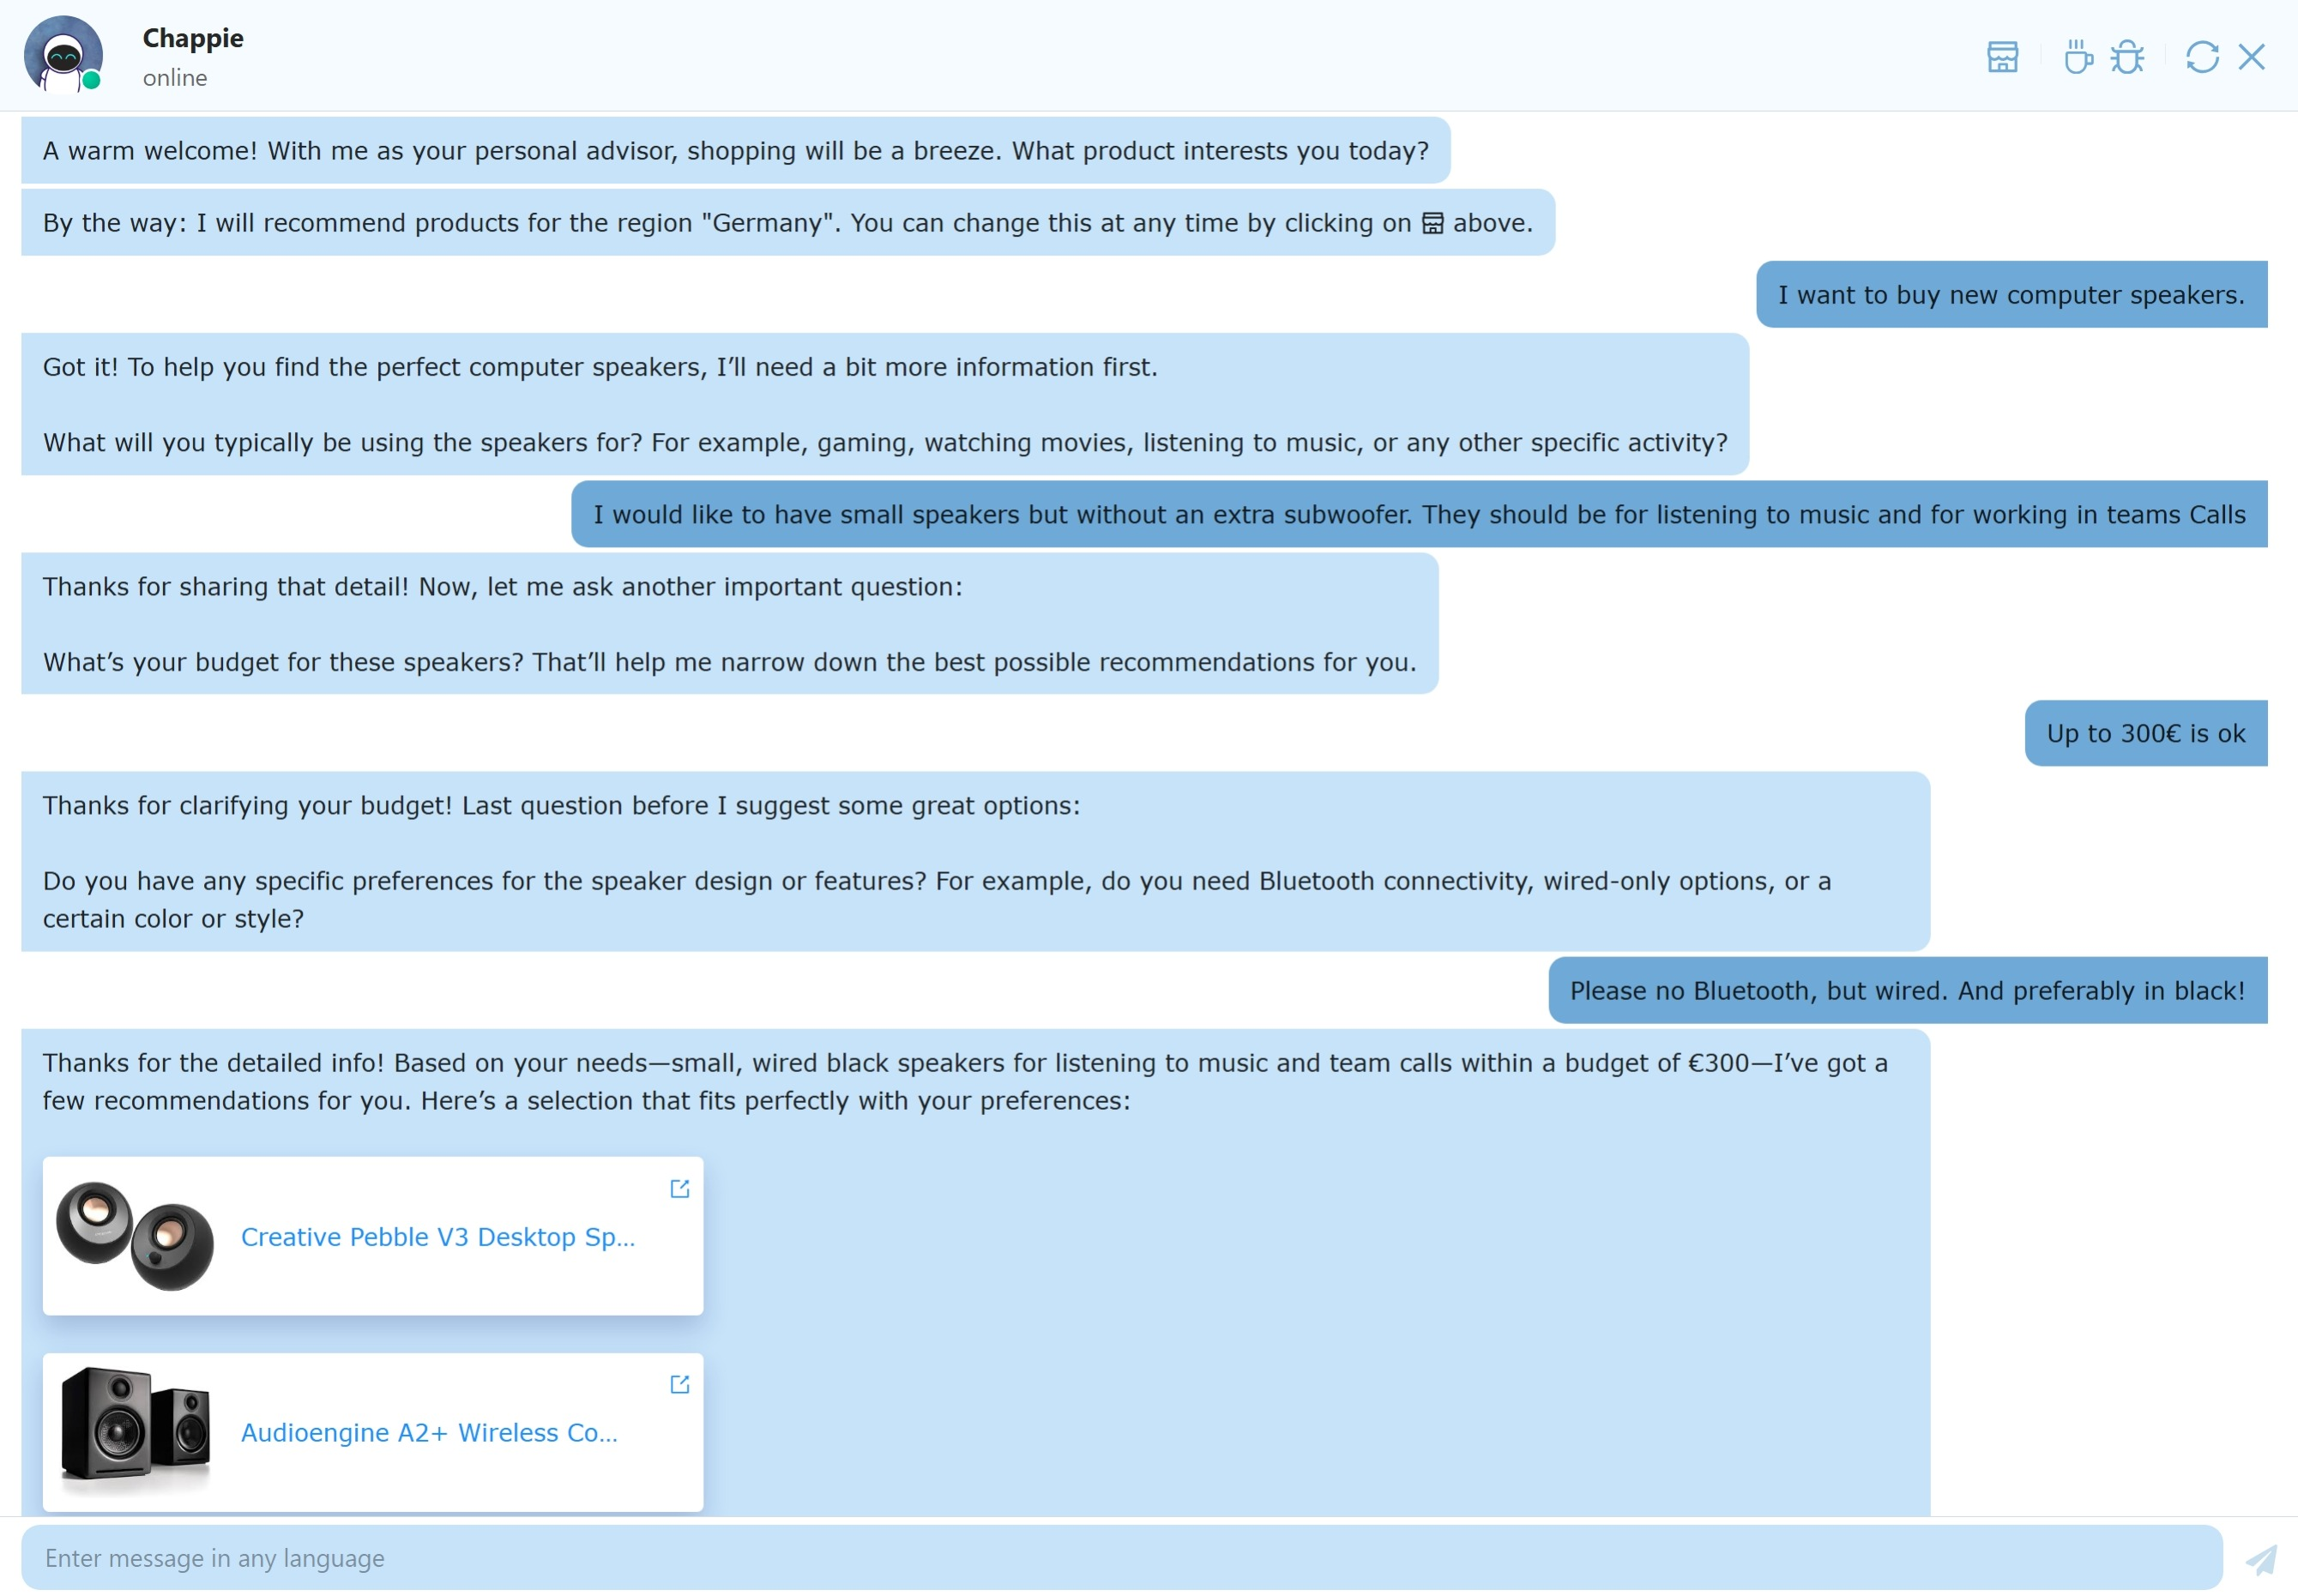 Chappie
online
A warm welcome! With me as your personal advisor, shopping will be a breeze. What product interests you today?
By the way: I will recommend products for the region "Germany". You can change this at any time by clicking on above.
I want to buy new computer speakers.
Got it! To help you find the perfect computer speakers, I’ll need a bit more information first.
What will you typically be using the speakers for? For example, gaming, watching movies, listening to music, or any other specific activity?
I would like to have small speakers but without an extra subwoofer. They should be for listening to music and for working in teams Calls
Thanks for sharing that detail! Now, let me ask another important question:
What’s your budget for these speakers? That’ll help me narrow down the best possible recommendations for you.
Up to 300€ is ok
Thanks for clarifying your budget! Last question before I suggest some great options:
Do you have any specific preferences for the speaker design or features? For example, do you need Bluetooth connectivity, wired-only options, or a
certain color or style?
Please no Bluetooth, but wired. And preferably in black!
Thanks for the detailed info! Based on your needs—small, wired black speakers for listening to music and team calls within a budget of €300—I’ve got a
few recommendations for you. Here’s a selection that fits perfectly with your preferences:
Creative Pebble V3 Desktop Sp...
Audioengine A2+ Wireless Co...
Enter message in any language